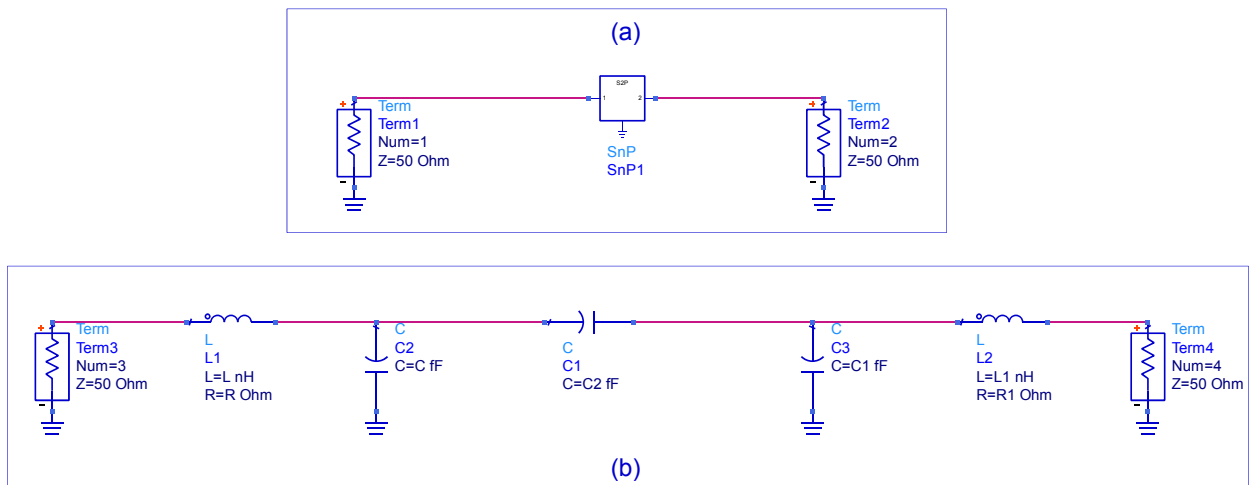 (a)
+
Term
Term1
Num=1
Z=50 Ohm
-
S2P
1
2
SnP
SnP1
+
Term
Term2
Num=2
Z=50 Ohm
-
+
Term
Term3
Num=3
Z=50 Ohm
-
L
L1
L=L nH
R=R Ohm
C
C2
C=C fF
C
C1
C=C2 fF
C
C3
C=C1 fF
L
L2
L=L1 nH
R=R1 Ohm
+
Term
Term4
Num=4
Z=50 Ohm
-
(b)